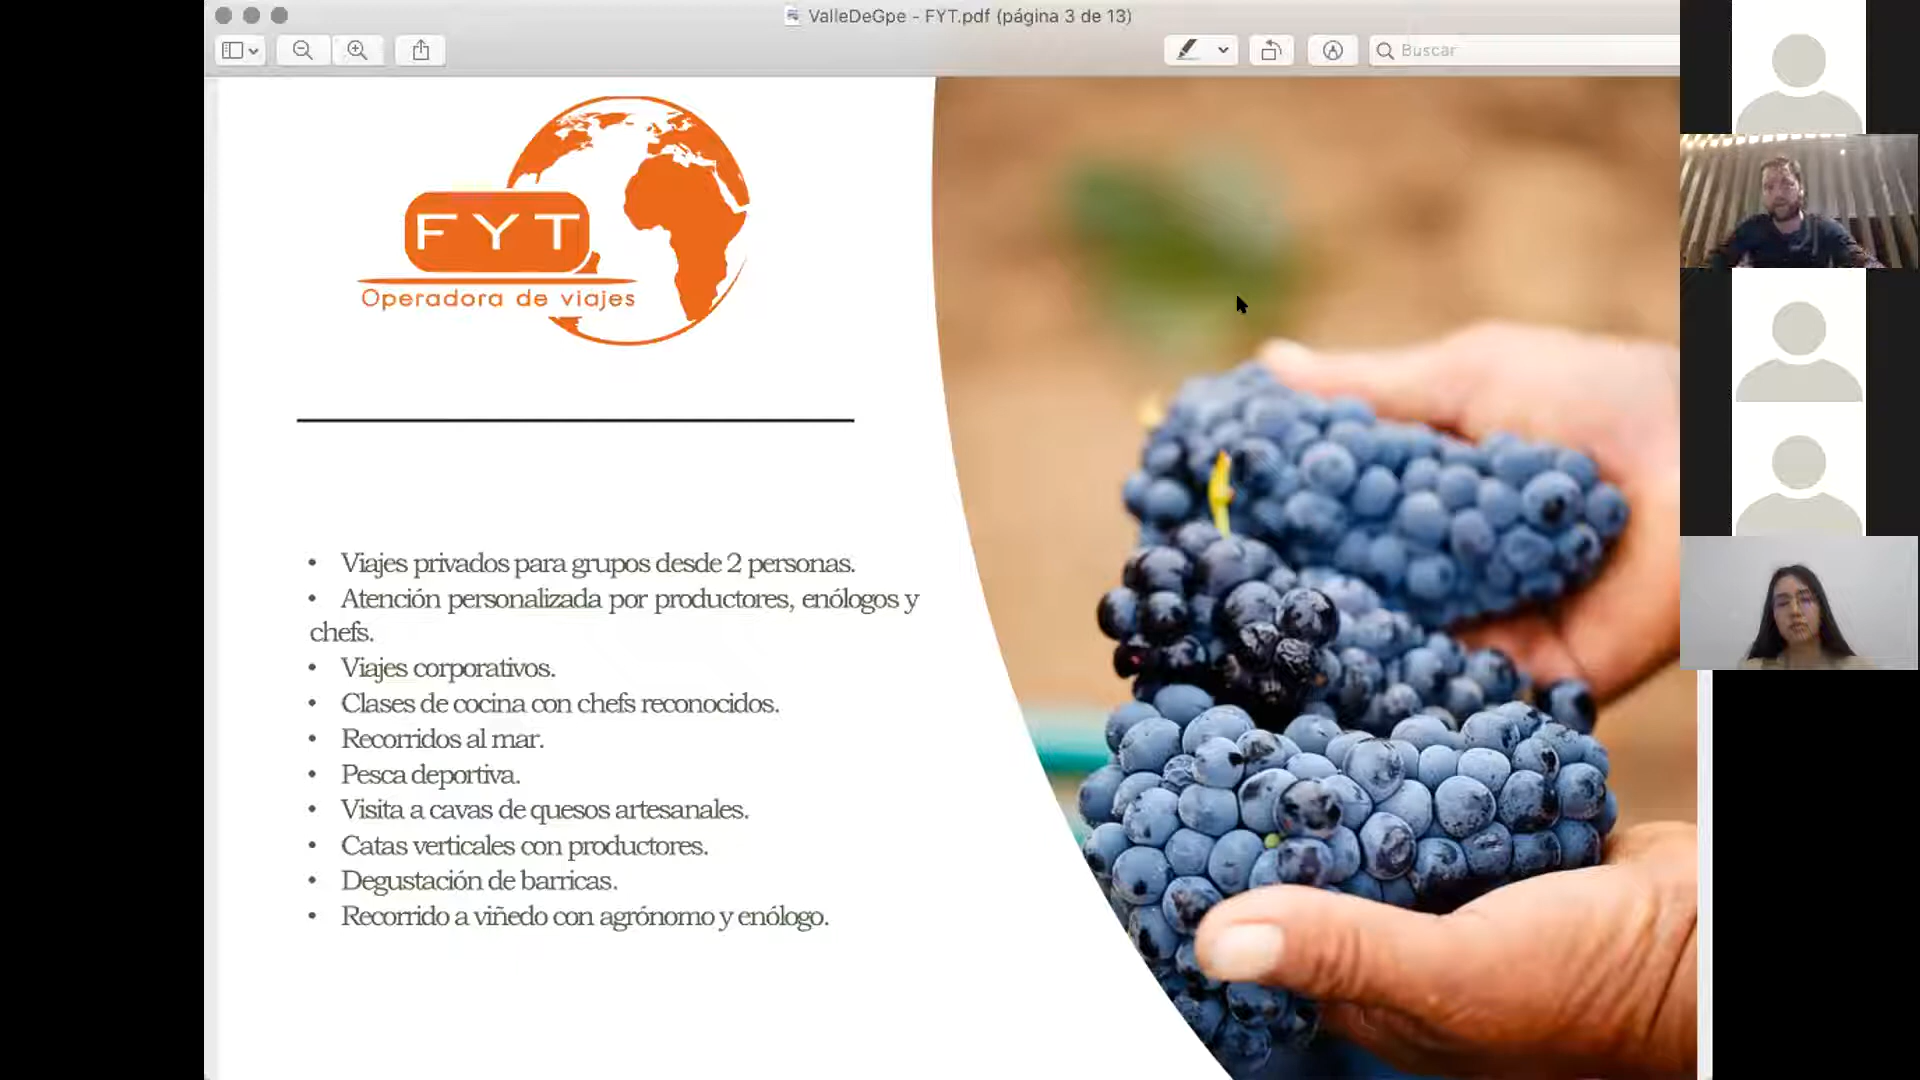 ValleDeGpe - FYT.pdf (página 3 de 13)
Buscar
FYT
Operadora de viajes
• Viajes privados para grupos desde 2 personas.
• Atención personalizada por productores, enólogos y
chefs.
• Viajes corporativos.
• Clases de cocina con chefs reconocidos.
• Recorridos al mar.
• Pesca deportiva.
• Visita a cavas de quesos artesanales.
• Catas verticales con productores.
• Degustación de barricas.
• Recorrido a viñedo con agrónomo y enólogo.